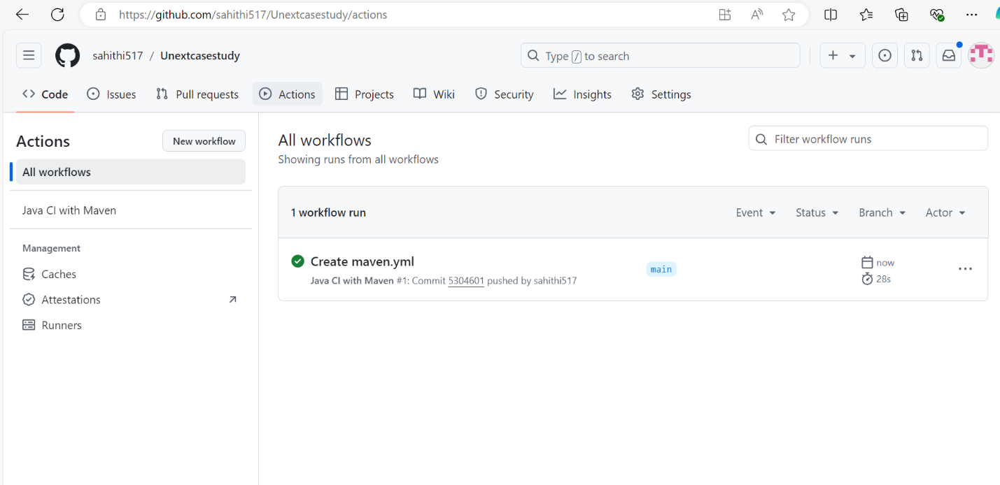 https://github.com/sahithi517/Unextcasestudy/actions
sahithi517 / Unextcasestudy
Type / to search
Code Issues Pull requests Actions Projects Wiki Security Insights Settings
Actions
New workflow
All workflows
Java CI with Maven
Management
Caches
Attestations
Runners
All workflows
Showing runs from all workflows
Filter workflow runs
1 workflow run
Event Status Branch Actor
Create maven.yml
Java CI with Maven #1: Commit 5304601 pushed by sahithi517
main
now
28s